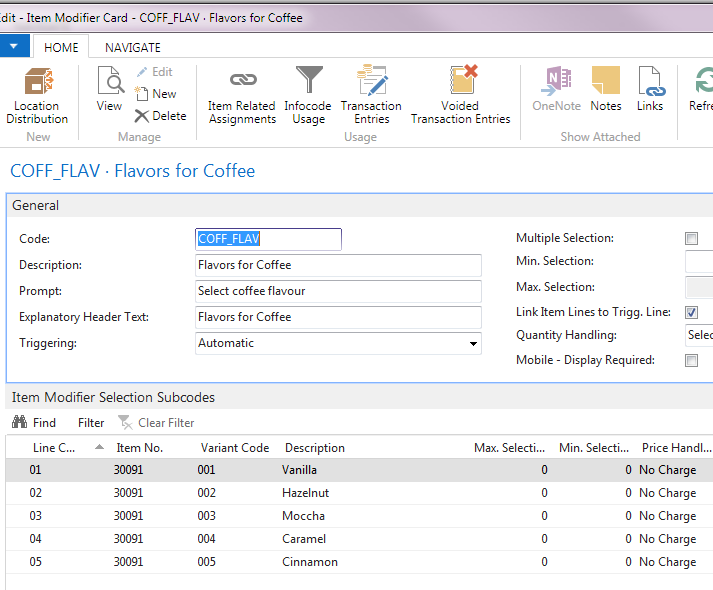 dit - Item Modifier Card - COFF_FLAV · Flavors for Coffee
HOME NAVIGATE
Location Distribution
View
Edit
New
Delete
Item Related Assignments
Infocode Usage
Transaction Entries
Voided Transaction Entries
OneNote
Notes
Links
Refre
New Manage Usage Show Attached
COFF_FLAV · Flavors for Coffee
General
Code: COFF_FLAV
Description: Flavors for Coffee
Prompt: Select coffee flavour
Explanatory Header Text: Flavors for Coffee
Triggering: Automatic
Multiple Selection:
Min. Selection:
Max. Selection:
Link Item Lines to Trigg. Line:
Quantity Handling: Selec
Mobile - Display Required:
Item Modifier Selection Subcodes
Find Filter Clear Filter
Line C... Item No. Variant Code Description Max. Selecti... Min. Selecti... Price Handl...
01 30091 001 Vanilla 0 0 No Charge
02 30091 002 Hazelnut 0 0 No Charge
03 30091 003 Moccha 0 0 No Charge
04 30091 004 Caramel 0 0 No Charge
05 30091 005 Cinnamon 0 0 No Charge